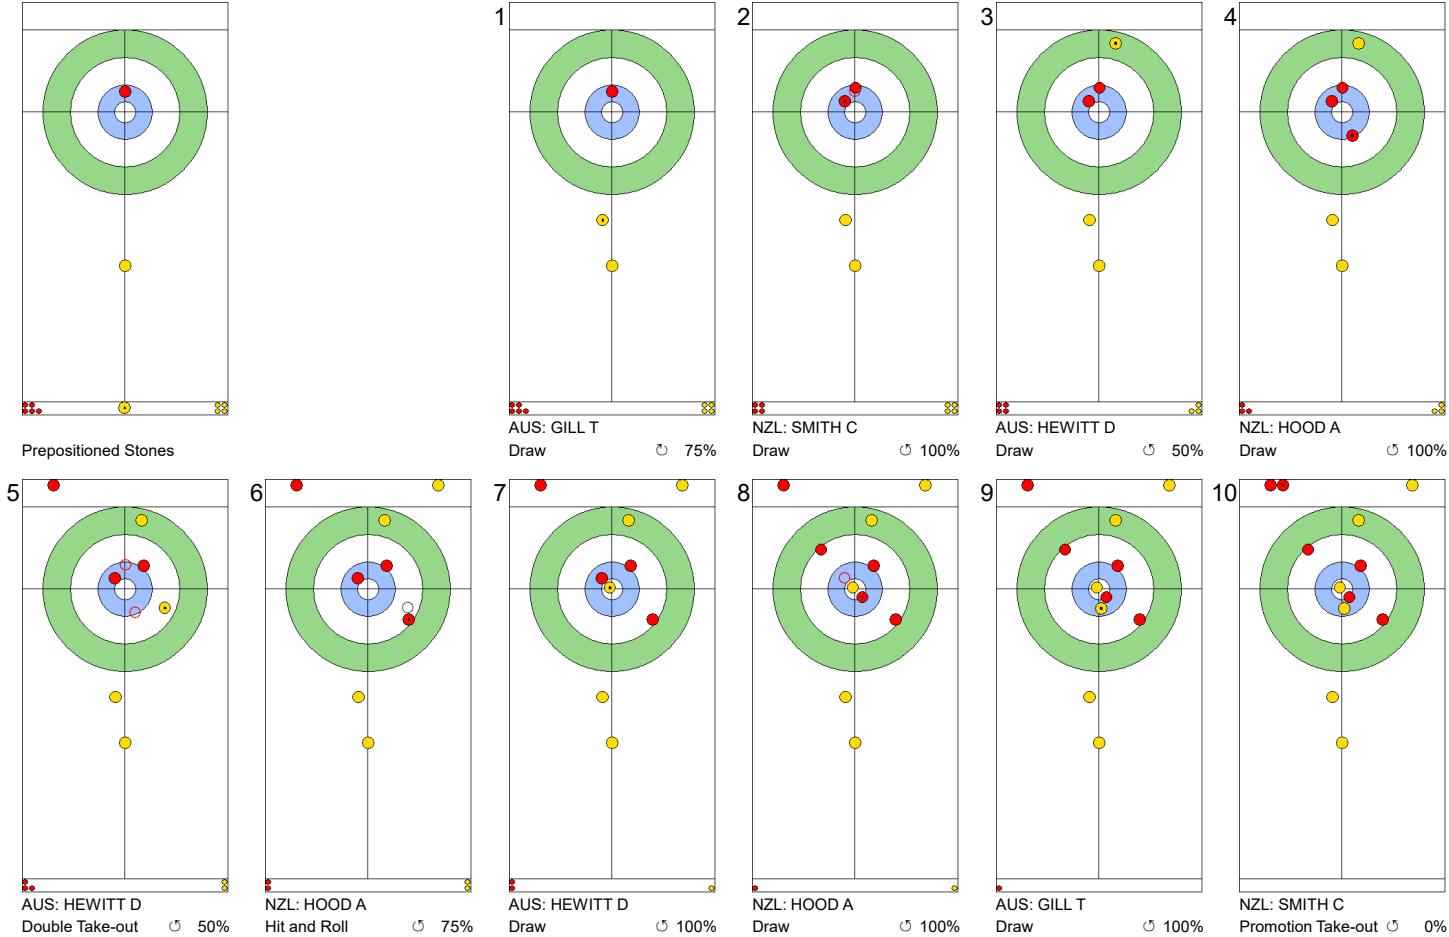 1
2
3
4
Prepositioned Stones
AUS: GILL T
Draw 75%
NZL: SMITH C
Draw 100%
AUS: HEWITT D
Draw 50%
NZL: HOOD A
Draw 100%
5
6
7
8
9
10
AUS: HEWITT D
Double Take-out 50%
NZL: HOOD A
Hit and Roll 75%
AUS: HEWITT D
Draw 100%
NZL: HOOD A
Draw 100%
AUS: GILL T
Draw 100%
NZL: SMITH C
Promotion Take-out 0%